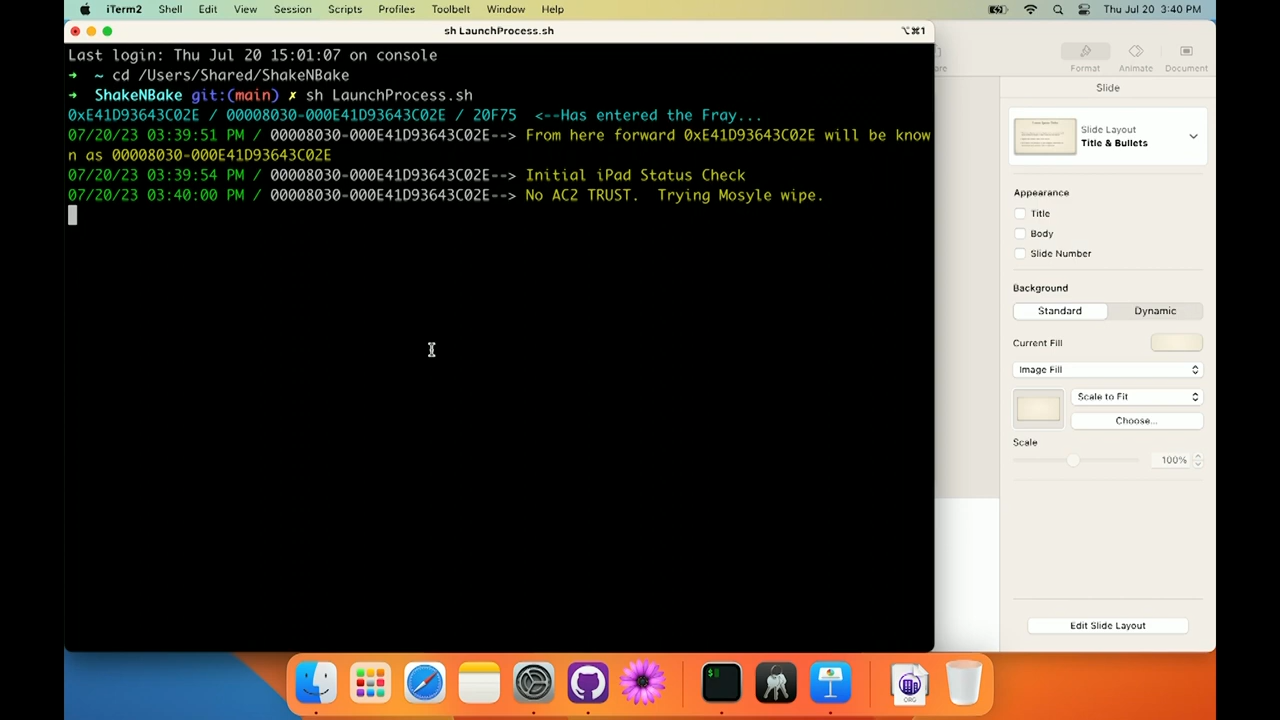 iTerm2 Shell Edit View Session Scripts Profiles Toolbelt Window Help Thu Jul 20 3:40 PM
sh LaunchProcess.sh ⌥⌘1
Last login: Thu Jul 20 15:01:07 on console
➜ ~ cd /Users/Shared/ShakeNBake
➜ ShakeNBake git:(main) ✗ sh LaunchProcess.sh
0xE41D93643C02E / 00008030-000E41D93643C02E / 20F75 <--Has entered the Fray...
07/20/23 03:39:51 PM / 00008030-000E41D93643C02E--> From here forward 0xE41D93643C02E will be know
n as 00008030-000E41D93643C02E
07/20/23 03:39:54 PM / 00008030-000E41D93643C02E--> Initial iPad Status Check
07/20/23 03:40:00 PM / 00008030-000E41D93643C02E--> No AC2 TRUST. Trying Mosyle wipe.
Format Animate Document
Slide
Slide Layout
Title & Bullets
Appearance
Title
Body
Slide Number
Background
Standard Dynamic
Current Fill
Image Fill
Scale to Fit
Choose...
Scale
100%
Edit Slide Layout
ORG